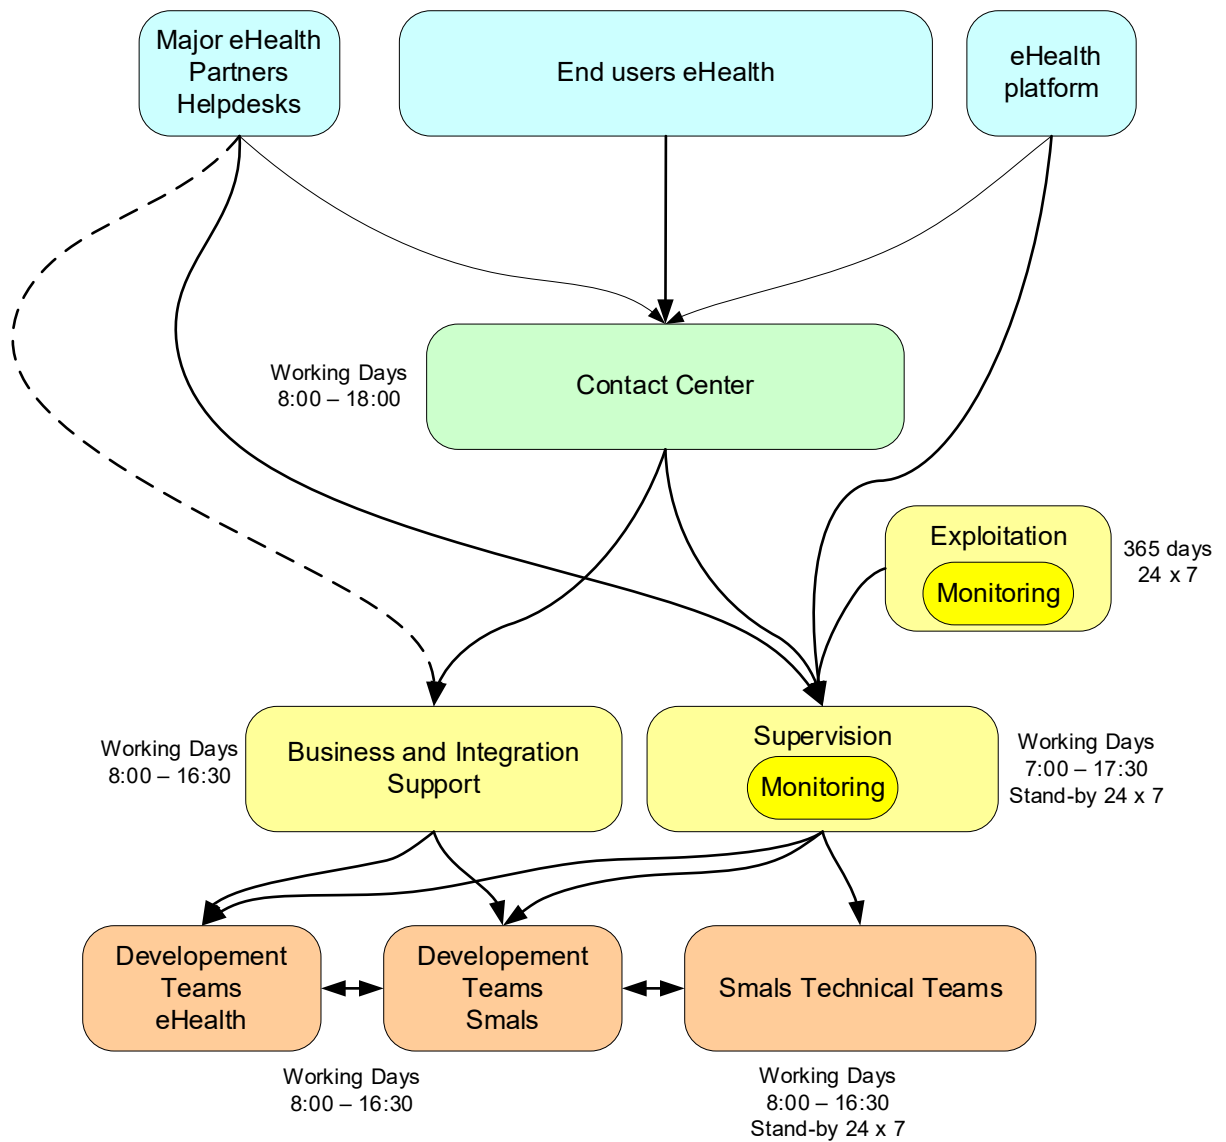 Major eHealth
Partners
Helpdesks
End users eHealth
eHealth
platform
Working Days
8:00 – 18:00
Contact Center
Exploitation
Monitoring
365 days
24 x 7
Working Days
8:00 – 16:30
Business and Integration
Support
Supervision
Monitoring
Working Days
7:00 – 17:30
Stand-by 24 x 7
Developement
Teams
eHealth
Developement
Teams
Smals
Smals Technical Teams
Working Days
8:00 – 16:30
Working Days
8:00 – 16:30
Stand-by 24 x 7